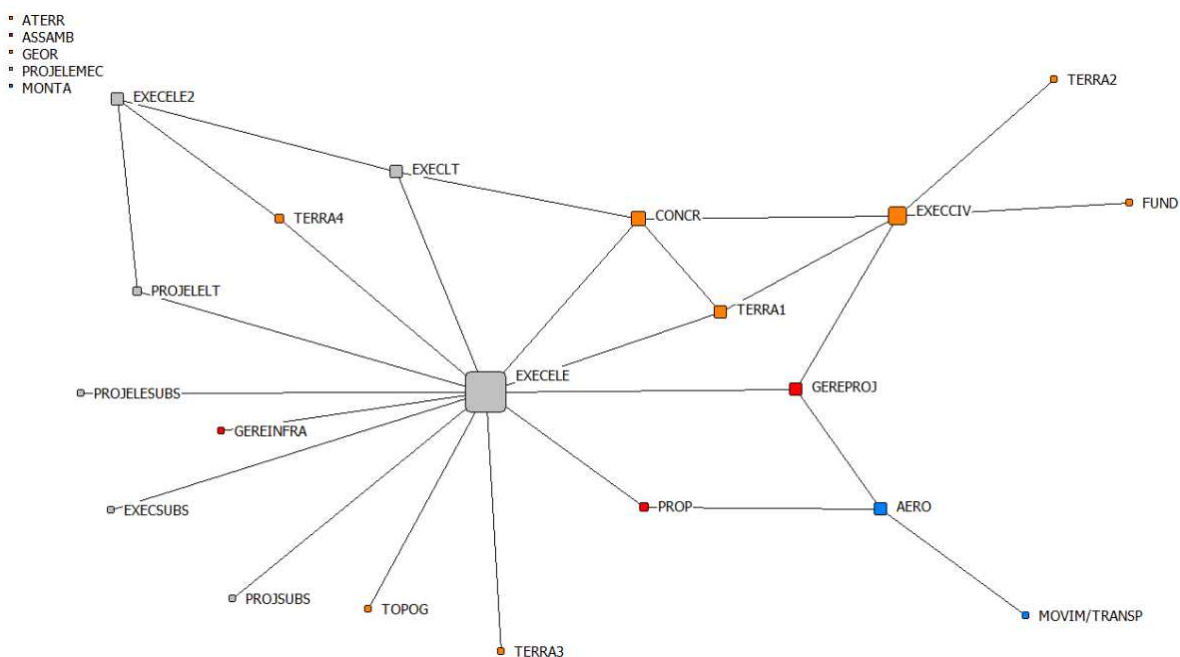 ATERR
ASSAMB
GEOR
PROJELEMEC
MONTA
TERRA2
EXECELE2
EXECLT
FUND
EXECCIV
TERRA4
CONCR
PROJELELT
TERRA1
EXECELE
GEREPROJ
PROJELESUBS
GEREINFRA
EXECSUBS
PROP
AERO
PROJSUBS
TOPOG
MOVIM/TRANSP
TERRA3